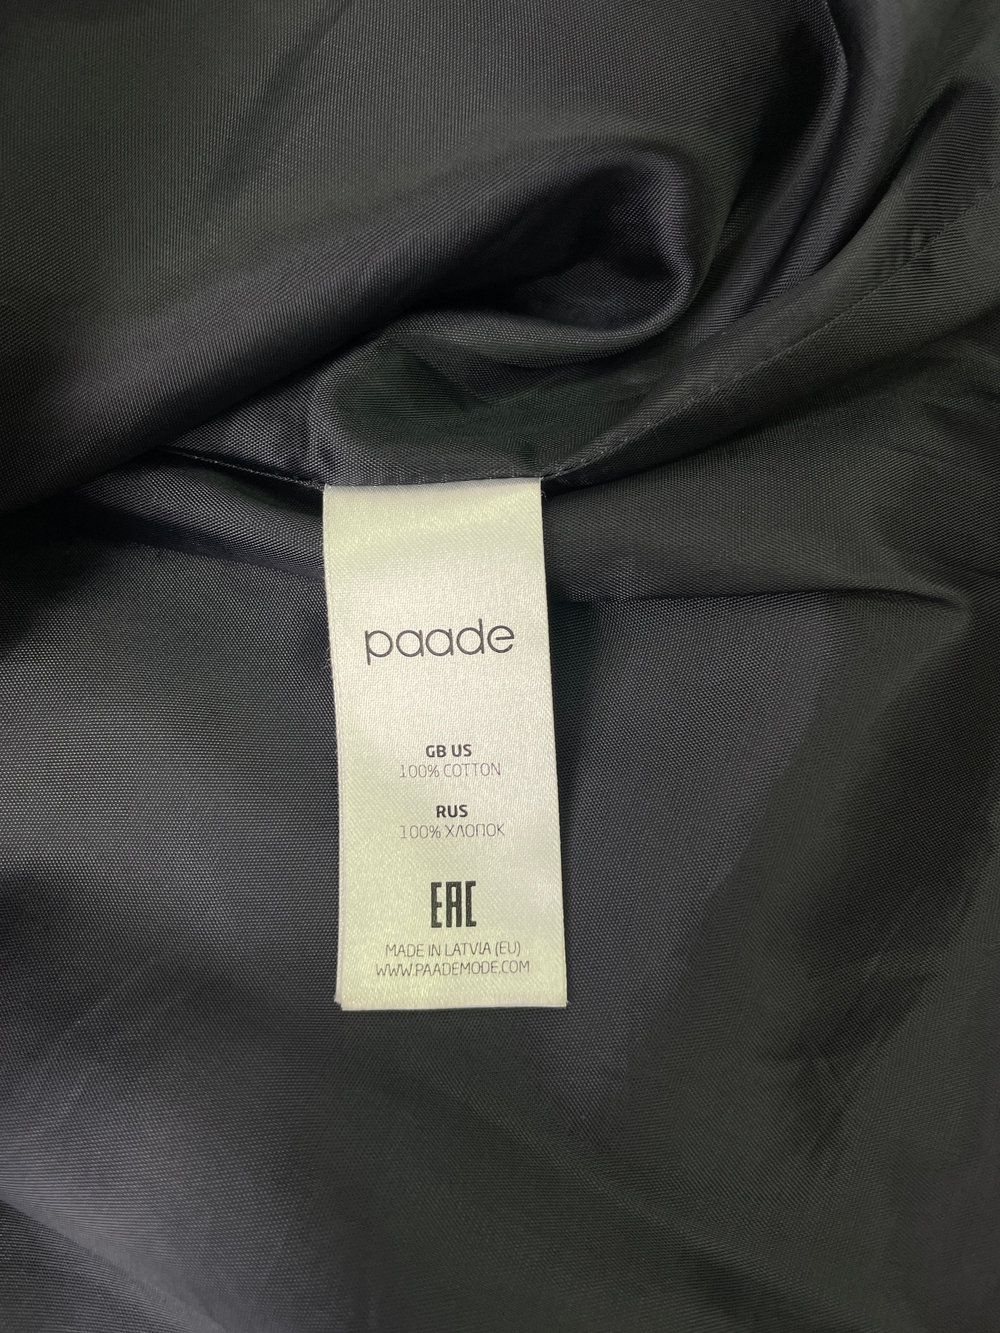 paade
GB US
100% COTTON
RUS
100% ХЛОПОК
EAC
MADE IN LATVIA (EU)
WWW.PAADEMODE.COM